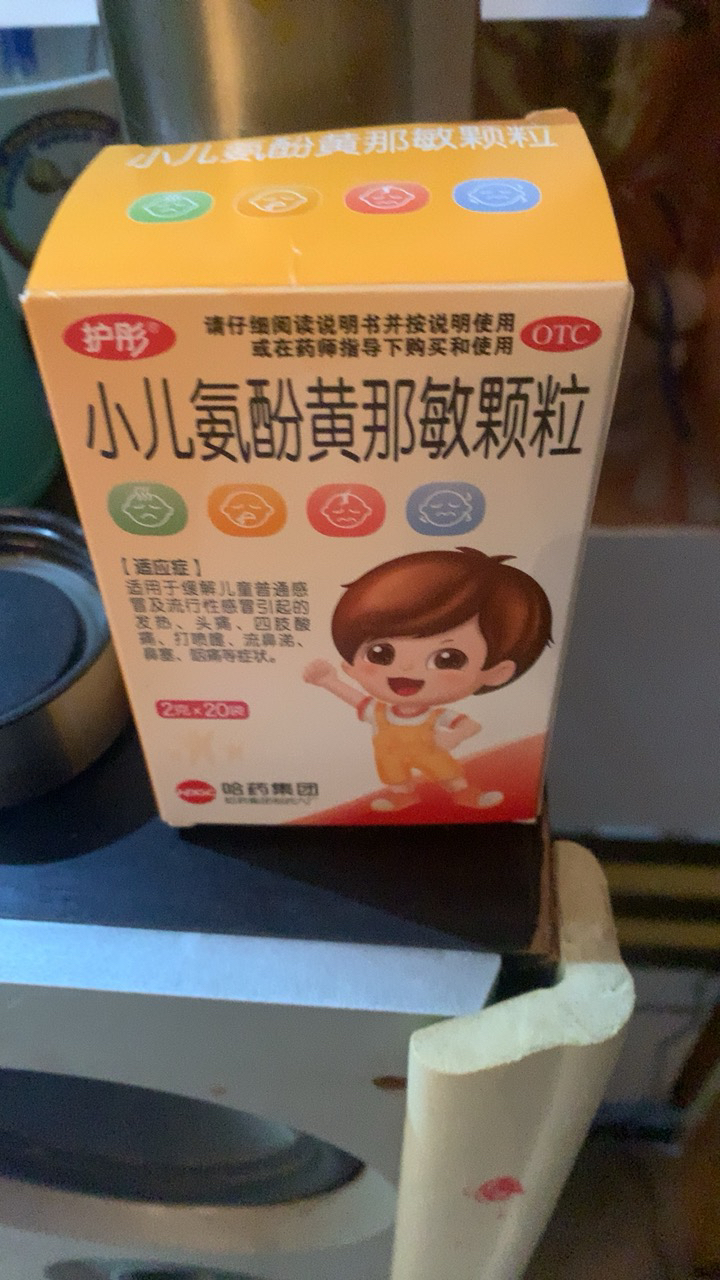 小儿氨酚黄那敏颗粒
护彤®
请仔细阅读说明书并按说明使用
或在药师指导下购买和使用
OTC
小儿氨酚黄那敏颗粒
【适应症】
适用于缓解儿童普通感
冒及流行性感冒引起的
发热、头痛、四肢酸
痛、打喷嚏、流鼻涕、
鼻塞、咽痛等症状。
2克×20袋
哈药集团